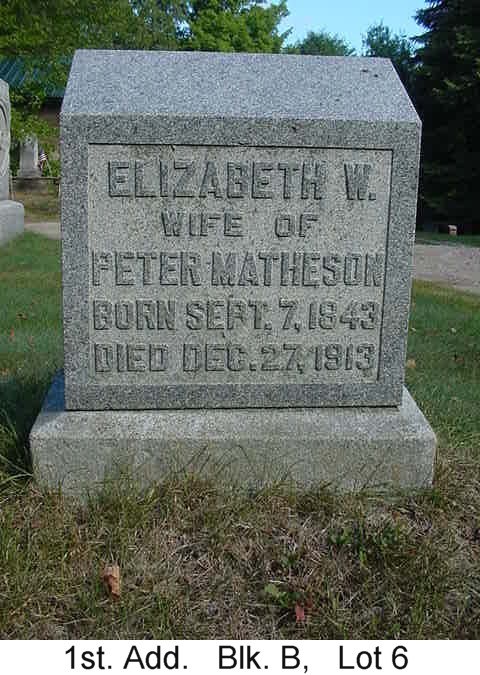 ELIZABETH W.
WIFE OF
PETER MATHESON
BORN SEPT. 7, 1843
DIED DEC. 27, 1913
1st. Add. Blk. B, Lot 6